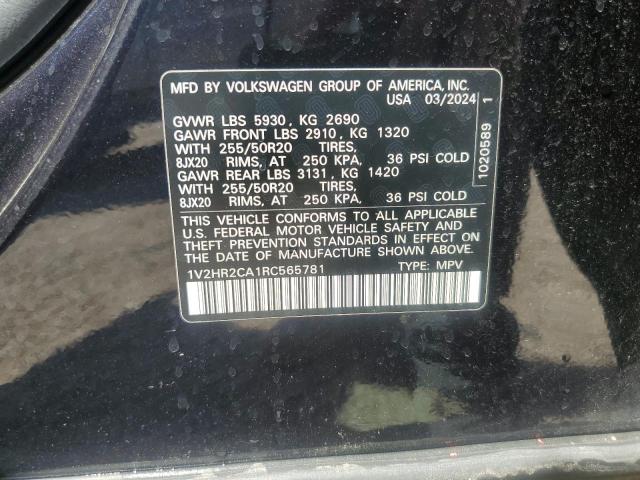 MFD BY VOLKSWAGEN GROUP OF AMERICA, INC.
USA 03/2024
GVWR LBS 5930, KG 2690
GAWR FRONT LBS 2910, KG 1320
WITH 255/50R20 TIRES,
8JX20 RIMS, AT 250 KPA, 36 PSI COLD
GAWR REAR LBS 3131, KG 1420
WITH 255/50R20 TIRES,
8JX20 RIMS, AT 250 KPA, 36 PSI COLD
THIS VEHICLE CONFORMS TO ALL APPLICABLE
U.S. FEDERAL MOTOR VEHICLE SAFETY AND
THEFT PREVENTION STANDARDS IN EFFECT ON
THE DATE OF MANUFACTURE SHOWN ABOVE.
1V2HR2CA1RC565781 TYPE: MPV
1020589 1